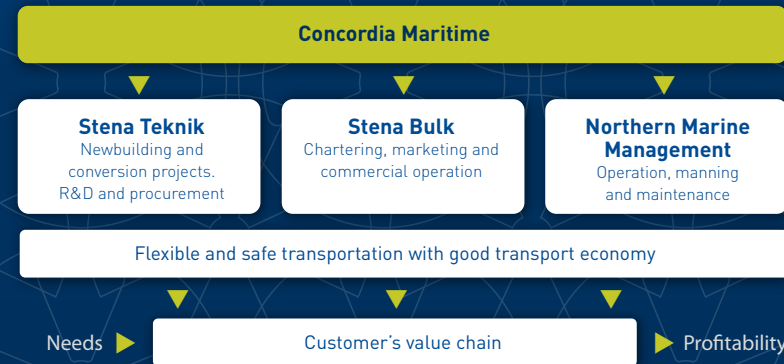 Concordia Maritime
Stena Teknik
Newbuilding and
conversion projects.
R&D and procurement
Stena Bulk
Chartering, marketing and
commercial operation
Northern Marine
Management
Operation, manning
and maintenance
Flexible and safe transportation with good transport economy
Needs
Customer’s value chain
Profitability